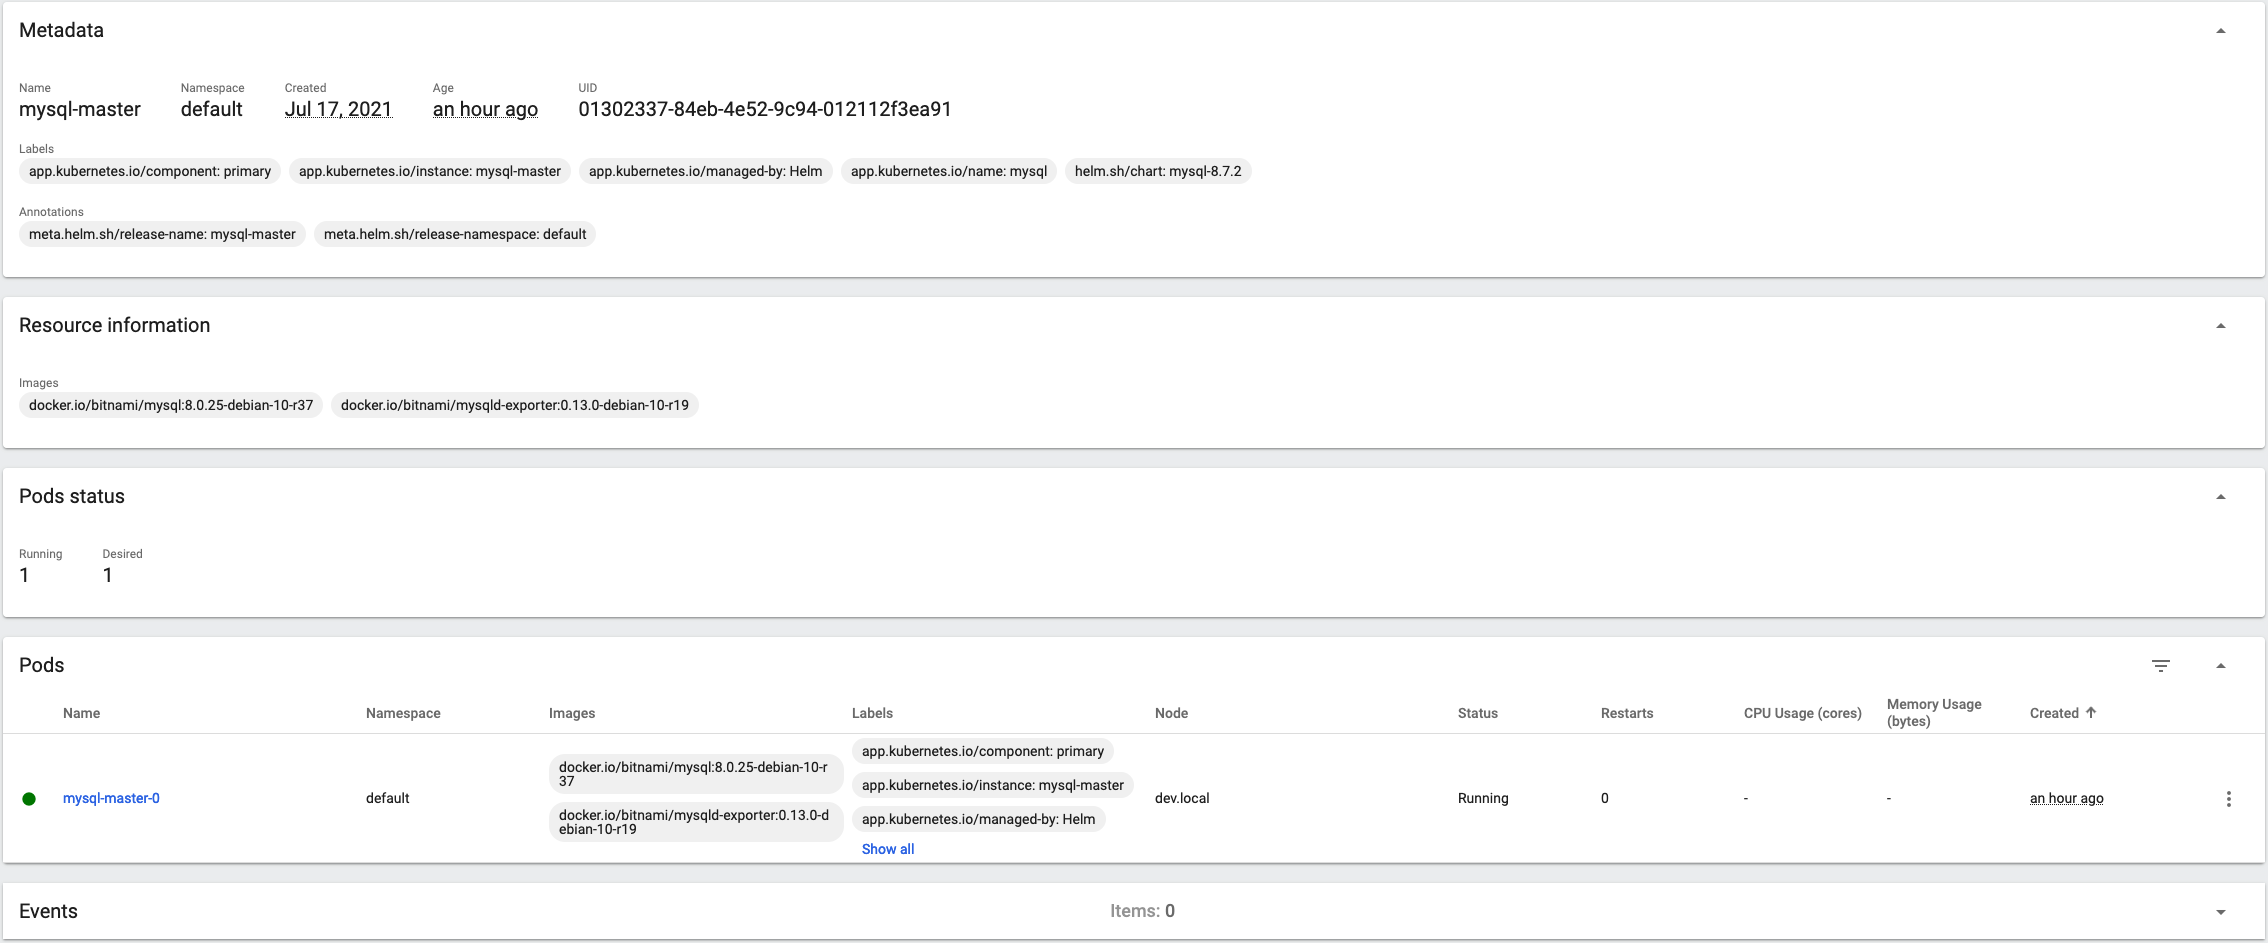 Metadata
Name Namespace Created Age UID
mysql-master default Jul 17, 2021 an hour ago 01302337-84eb-4e52-9c94-012112f3ea91
Labels
app.kubernetes.io/component: primary app.kubernetes.io/instance: mysql-master app.kubernetes.io/managed-by: Helm app.kubernetes.io/name: mysql helm.sh/chart: mysql-8.7.2
Annotations
meta.helm.sh/release-name: mysql-master meta.helm.sh/release-namespace: default
Resource information
Images
docker.io/bitnami/mysql:8.0.25-debian-10-r37 docker.io/bitnami/mysqld-exporter:0.13.0-debian-10-r19
Pods status
Running Desired
1 1
Pods
Name Namespace Images Labels Node Status Restarts CPU Usage (cores) Memory Usage
(bytes) Created
mysql-master-0 default
docker.io/bitnami/mysql:8.0.25-debian-10-r
37
docker.io/bitnami/mysqld-exporter:0.13.0-d
ebian-10-r19
app.kubernetes.io/component: primary
app.kubernetes.io/instance: mysql-master
app.kubernetes.io/managed-by: Helm
Show all
dev.local Running 0 - - an hour ago
Events Items: 0